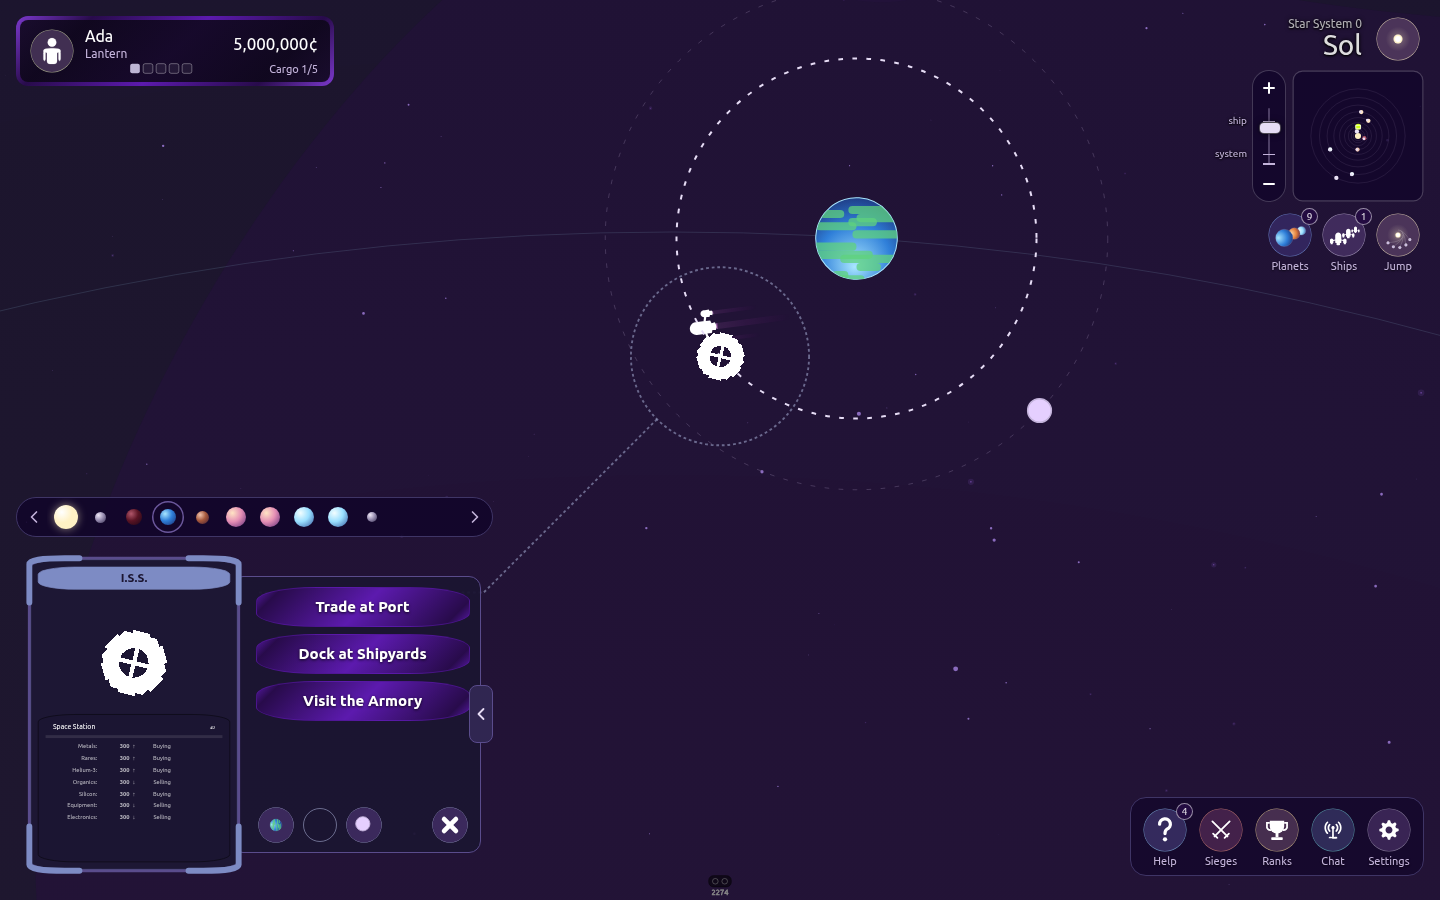 Ada
5,000,000¢
Lantern
Cargo 1/5
Star System 0
Sol
ship
system
9
1
Planets
Ships
Jump
I.S.S.
Space Station
Metals: 300 ↑ Buying
Rares: 300 ↑ Buying
Helium-3: 300 ↑ Buying
Organics: 300 ↓ Selling
Silicon: 300 ↑ Buying
Equipment: 300 ↓ Selling
Electronics: 300 ↓ Selling
Trade at Port
Dock at Shipyards
Visit the Armory
4
Help
Sieges
Ranks
Chat
Settings
2274